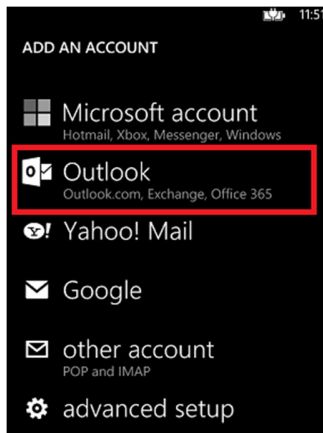 11:51
ADD AN ACCOUNT
Microsoft account
Hotmail, Xbox, Messenger, Windows
Outlook
Outlook.com, Exchange, Office 365
Yahoo! Mail
Google
other account
POP and IMAP
advanced setup